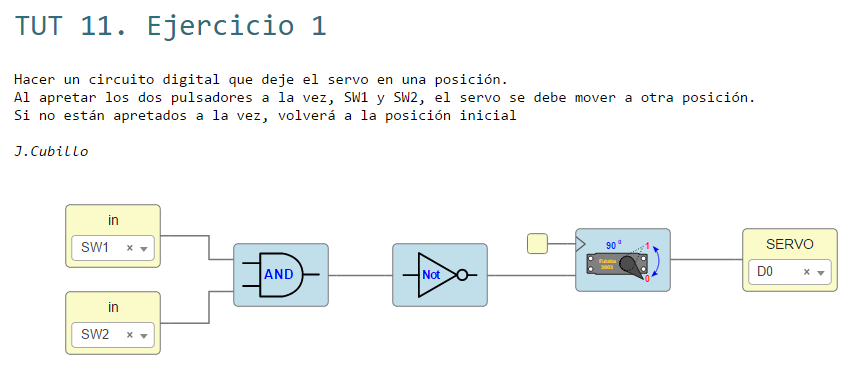 TUT 11. Ejercicio 1
Hacer un circuito digital que deje el servo en una posición.
Al apretar los dos pulsadores a la vez, SW1 y SW2, el servo se debe mover a otra posición.
Si no están apretados a la vez, volverá a la posición inicial
J.Cubillo
in
SW1 ×
in
SW2 ×
AND
Not
90 º
1
Futaba
3003
0
SERVO
D0 ×